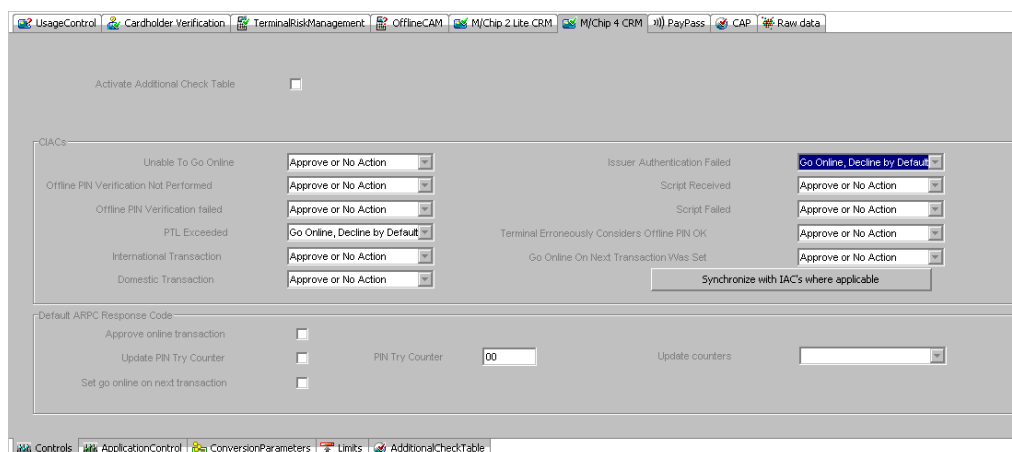 UsageControl Cardholder Verification TerminalRiskManagement OfflineCAM M/Chip 2 Lite CRM M/Chip 4 CRM PayPass CAP Raw data
Activate Additional Check Table
CIACs
Unable To Go Online Approve or No Action Issuer Authentication Failed Go Online, Decline by Default
Offline PIN Verification Not Performed Approve or No Action Script Received Approve or No Action
Offline PIN Verification failed Approve or No Action Script Failed Approve or No Action
PTL Exceeded Go Online, Decline by Default Terminal Erroneously Considers Offline PIN OK Approve or No Action
International Transaction Approve or No Action Go Online On Next Transaction Was Set Approve or No Action
Domestic Transaction Approve or No Action Synchronize with IAC's where applicable
Default ARPC Response Code
Approve online transaction
Update PIN Try Counter PIN Try Counter 00 Update counters
Set go online on next transaction
Controls ApplicationControl ConversionParameters Limits AdditionalCheckTable